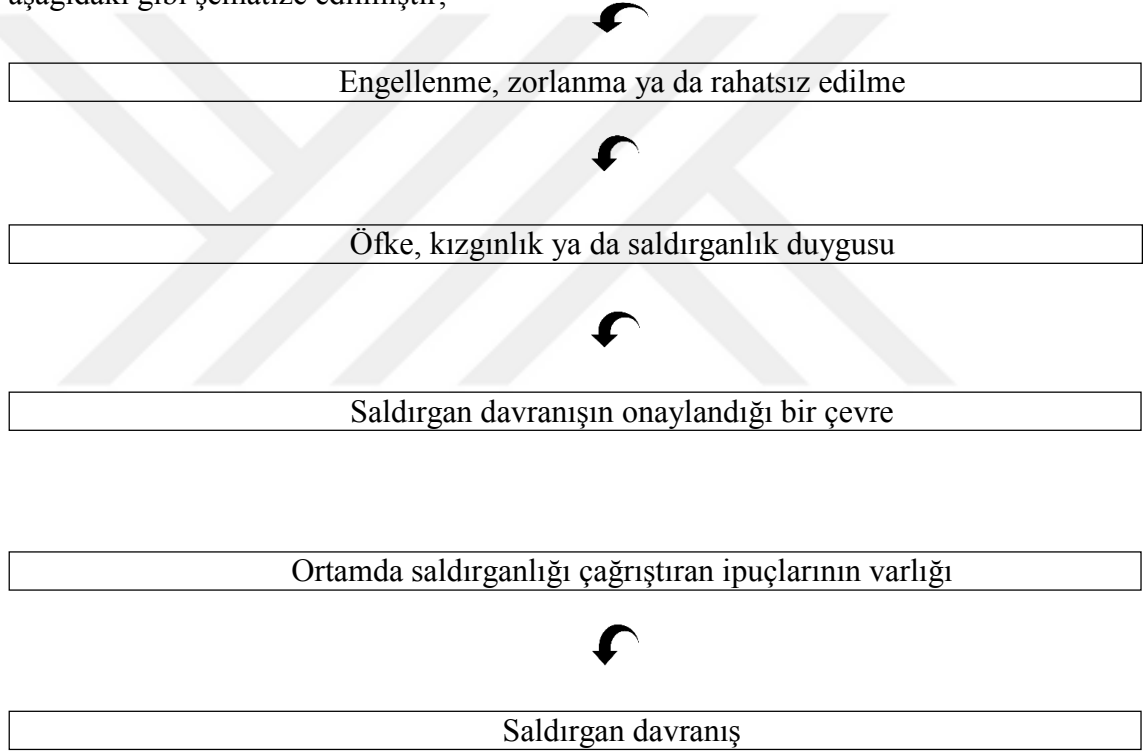 aşağıdaki gibi şematize edilmiştir;
Engellenme, zorlanma ya da rahatsız edilme
Öfke, kızgınlık ya da saldırganlık duygusu
Saldırgan davranışın onaylandığı bir çevre
Ortamda saldırganlığı çağrıştıran ipuçlarının varlığı
Saldırgan davranış